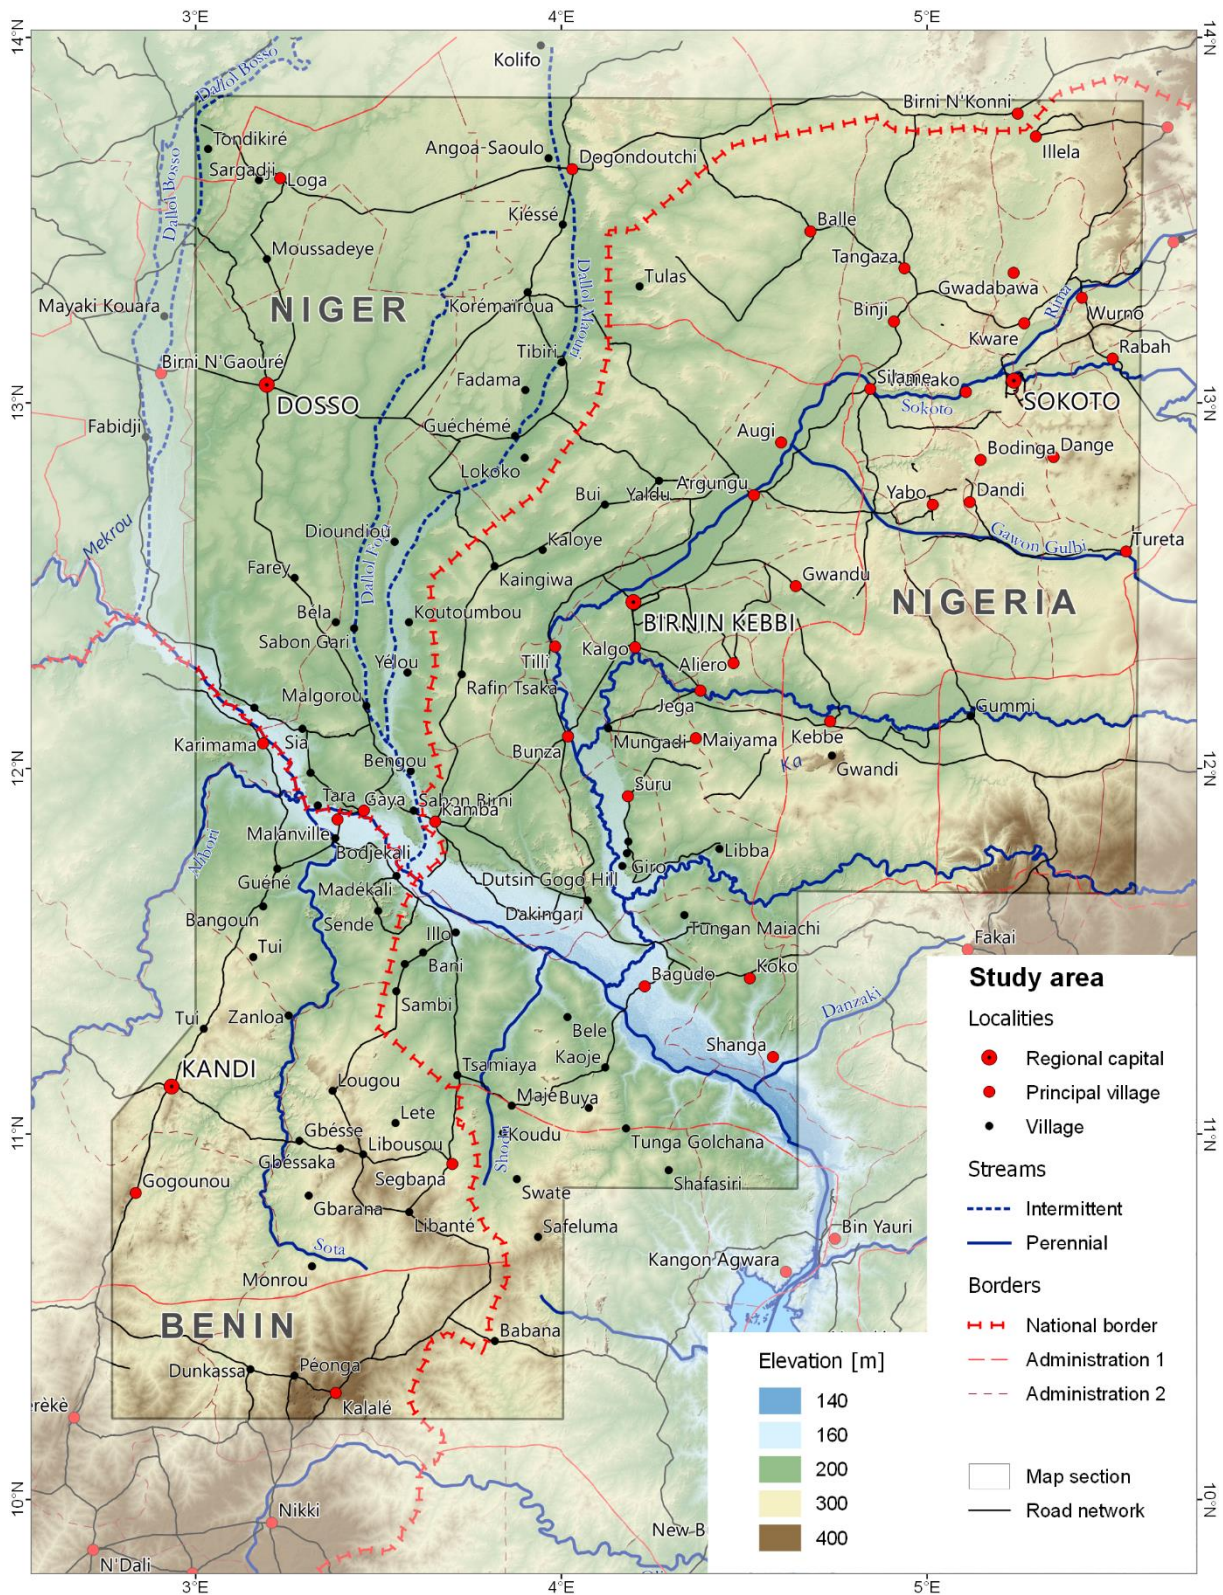 3°E
4°E
5°E
14°N
14°N
Kolifo
Dallol Bosso
Birni N'Konni
Tondikiré
Angoa-Saoulo
Dogondoutchi
Illela
Sargadji
Loga
Dallol Bosso
Kiéssé
Balle
Moussadeye
Tangaza
Dallol Maouri
Tulas
Gwadabawa
NIGER
Korémaïroua
Rima
Mayaki Kouara
Binji
Wurno
Kware
Tibiri
Rabah
Birni N'Gaouré
Fadama
Silame
Wamako
DOSSO
SOKOTO
13°N
13°N
Sokoto
Fabidji
Guéchémé
Augi
Bodinga
Dange
Lokoko
Bui
Yaldu
Argungu
Yabo
Dandi
Dioundiou
Mekrou
Kaloye
Gawon Gulbi
Tureta
Dallol Fogi
Farey
Kaingiwa
Gwandu
NIGERIA
Béla
Koutoumbou
BIRNIN KEBBI
Sabon Gari
Tilli
Kalgo
Aliero
Yélou
Rafin Tsaka
Malgorou
Jega
Gummi
Karimama
Sia
Bunza
Mungadi
Maiyama
Kebbe
Bengou
12°N
12°N
Ka
Gwandi
Suru
Tara
Gaya
Sabon Birni
Kamba
Malanville
Alibori
Bodjékali
Libba
Giro
Guéné
Madékali
Dutsin Gogo Hill
Bangoun
Sende
Dakingari
Tungan Maiachi
Tui
Illo
Fakai
Bani
Bagudo
Koko
Study area
Sambi
Danzaki
Localities
Tui
Zanloa
Bele
Shanga
Regional capital
KANDI
Kaoje
Tsamiaya
Lougou
Principal village
Maje
Buya
Lete
Village
11°N
11°N
Gbésse
Libousou
Koudu
Tunga Golchana
Shodu
Gbéssaka
Streams
Segbana
Shafasiri
Gogounou
Swate
Gbarana
Intermittent
Libanté
Safeluma
Bin Yauri
Sota
Perennial
Kangon Agwara
Monrou
Borders
BENIN
National border
Babana
Elevation [m]
Administration 1
Dunkassa
Péonga
140
Administration 2
erèkè
Kalalé
160
200
Map section
300
Road network
10°N
10°N
Nikki
400
New B
N'Dali
3°E
4°E
5°E